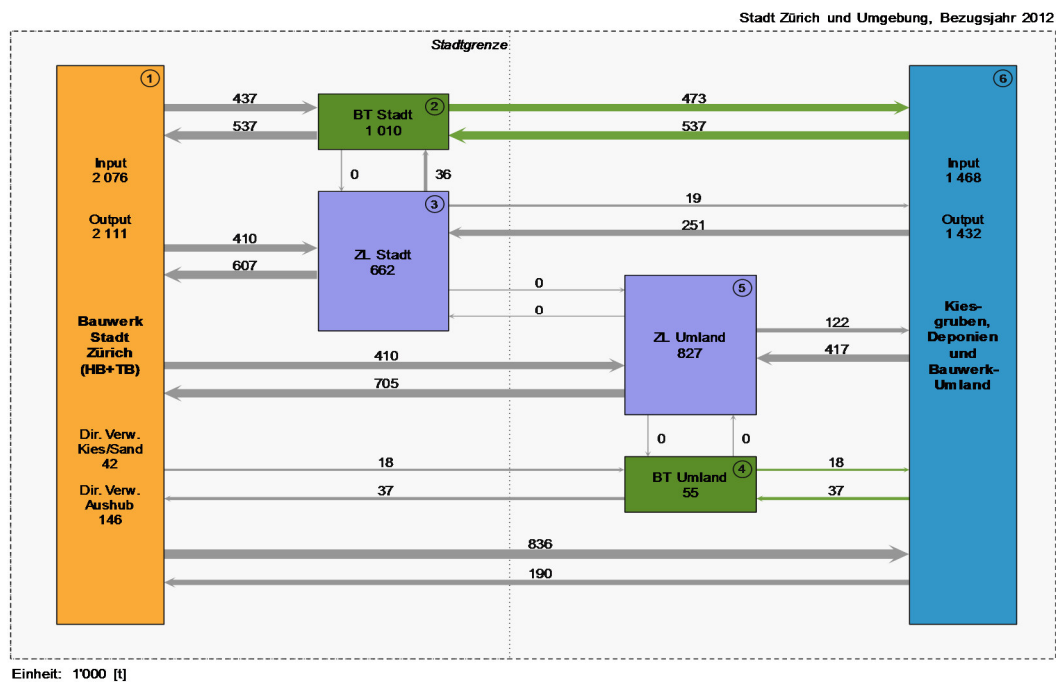 Stadt Zürich und Umgebung, Bezugsjahr 2012
Stadtgrenze
1
Input
2 076
Output
2 111
Bauwerk
Stadt
Zürich
(HB+TB)
Dir. Verw.
Kies/Sand
42
Dir. Verw.
Aushub
146
437
537
2
BT Stadt
1 010
473
537
0
36
3
ZL Stadt
662
19
251
410
607
0
0
5
ZL Umland
827
122
417
410
705
0
0
4
BT Umland
55
18
37
18
37
836
190
6
Input
1 468
Output
1 432
Kies-
gruben,
Deponien
und
Bauwerk-
Umland
Einheit: 1'000 [t]